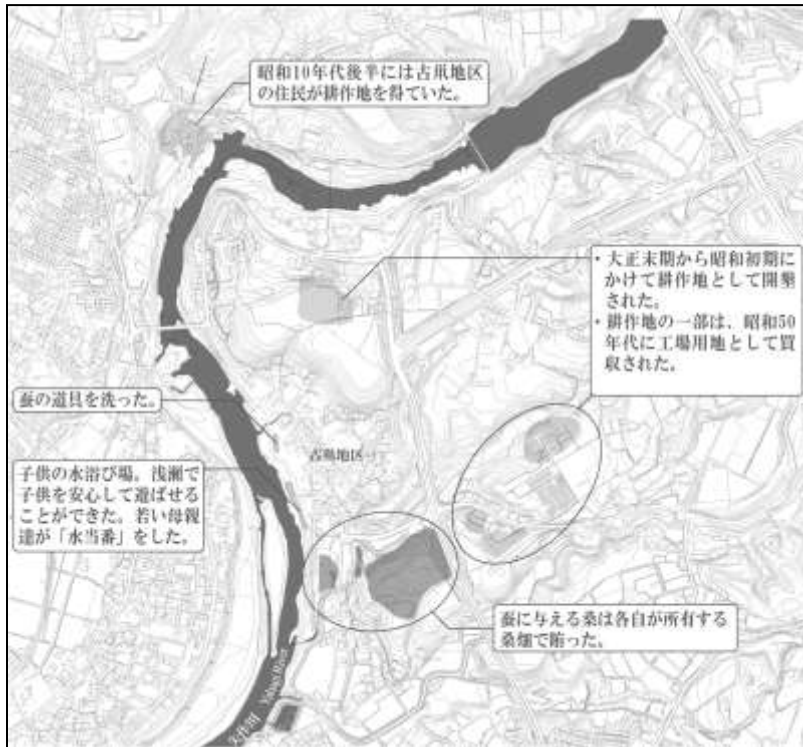 昭和10年代後半には古鼡地区
の住民が耕作地を得ていた。
・大正末期から昭和初期に
かけて耕作地として開墾
された。
・耕作地の一部は、昭和50
年代に工場用地として買
収された。
蚕の道具を洗った。
古鼡地区
子供の水浴び場。浅瀬で
子供を安心して遊ばせる
ことができた。若い母親
達が「水当番」をした。
蚕に与える桑は各自が所有する
桑畑で賄った。
矢作川 Yahagi River